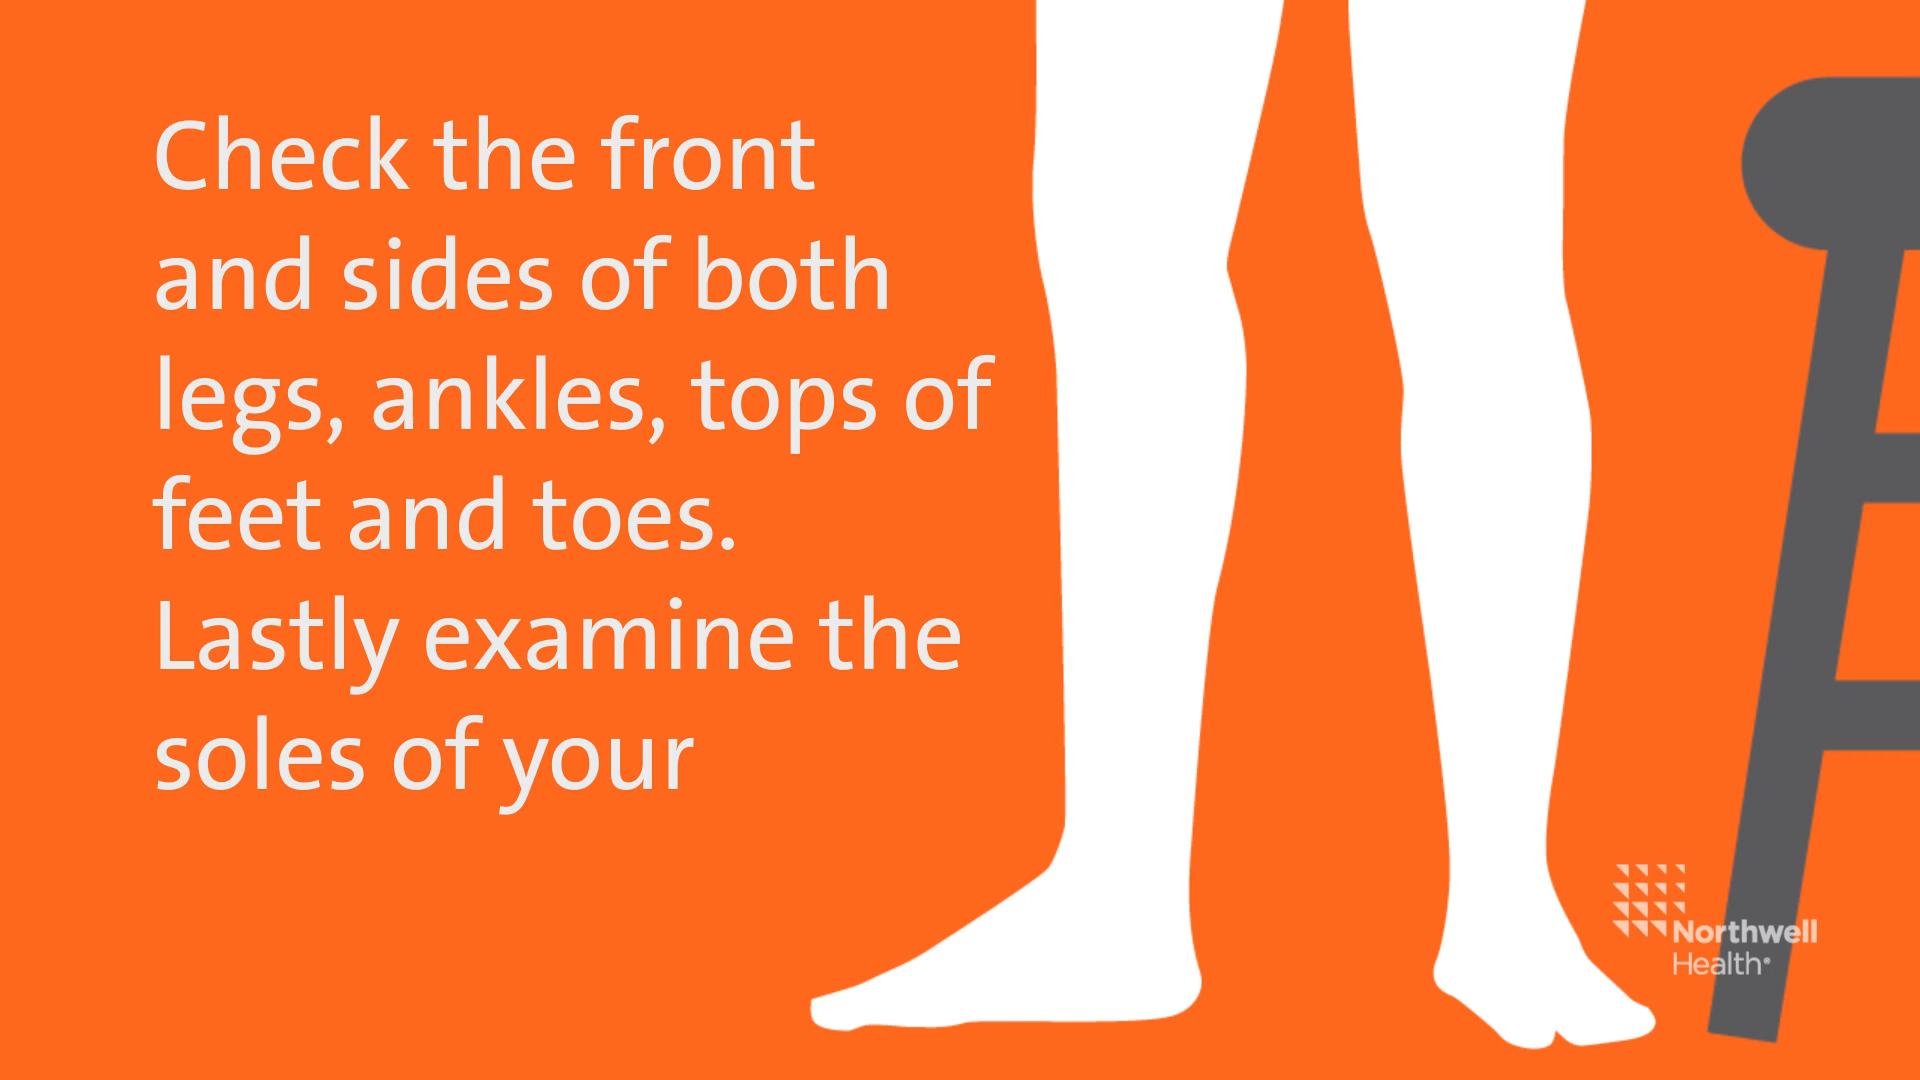 Check the front
and sides of both
legs, ankles, tops of
feet and toes.
Lastly examine the
soles of your
Northwell
Health®